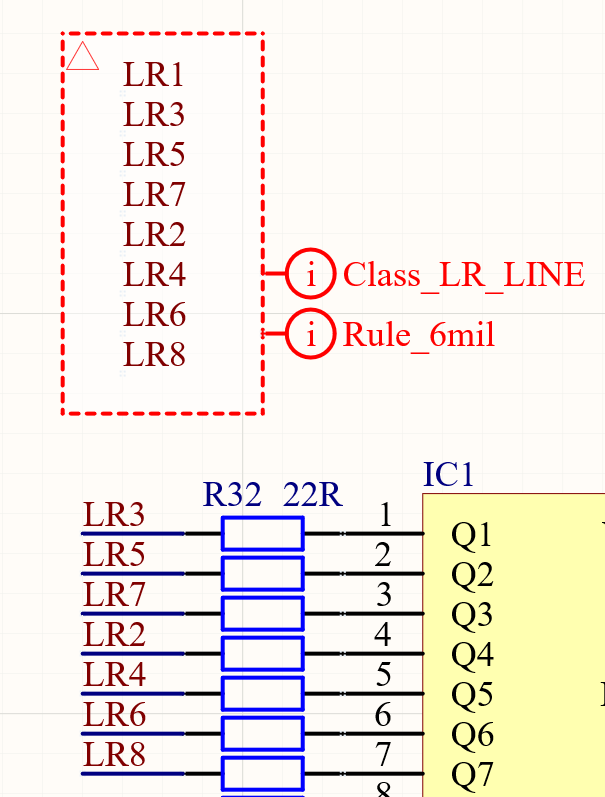 LR1
LR3
LR5
LR7
LR2
LR4
i Class_LR_LINE
LR6
i Rule_6mil
LR8
IC1
R32 22R
LR3 1 Q1
LR5 2 Q2
LR7 3 Q3
LR2 4 Q4
LR4 5 Q5
LR6 6 Q6
LR8 7 Q7
8